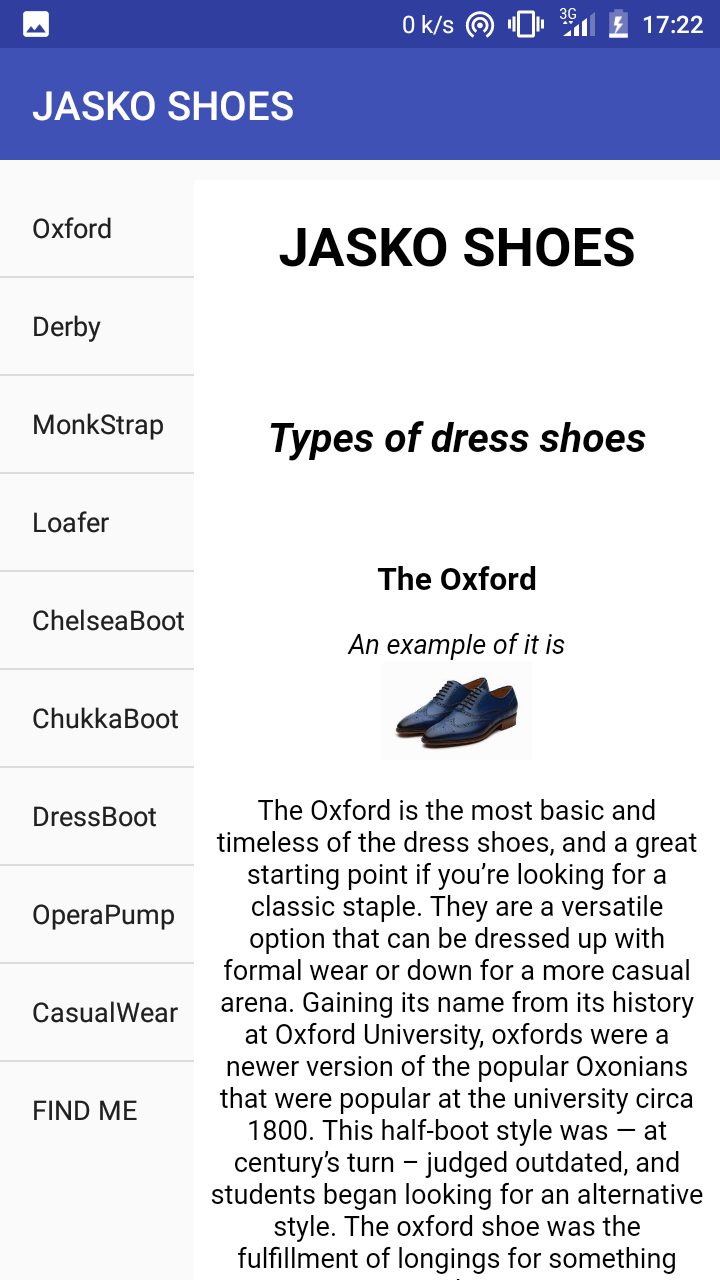 0 k/s 3G 17:22
JASKO SHOES
Oxford
Derby
MonkStrap
Loafer
ChelseaBoot
ChukkaBoot
DressBoot
OperaPump
CasualWear
FIND ME
JASKO SHOES
Types of dress shoes
The Oxford
An example of it is
The Oxford is the most basic and
timeless of the dress shoes, and a great
starting point if you’re looking for a
classic staple. They are a versatile
option that can be dressed up with
formal wear or down for a more casual
arena. Gaining its name from its history
at Oxford University, oxfords were a
newer version of the popular Oxonians
that were popular at the university circa
1800. This half-boot style was — at
century’s turn – judged outdated, and
students began looking for an alternative
style. The oxford shoe was the
fulfillment of longings for something